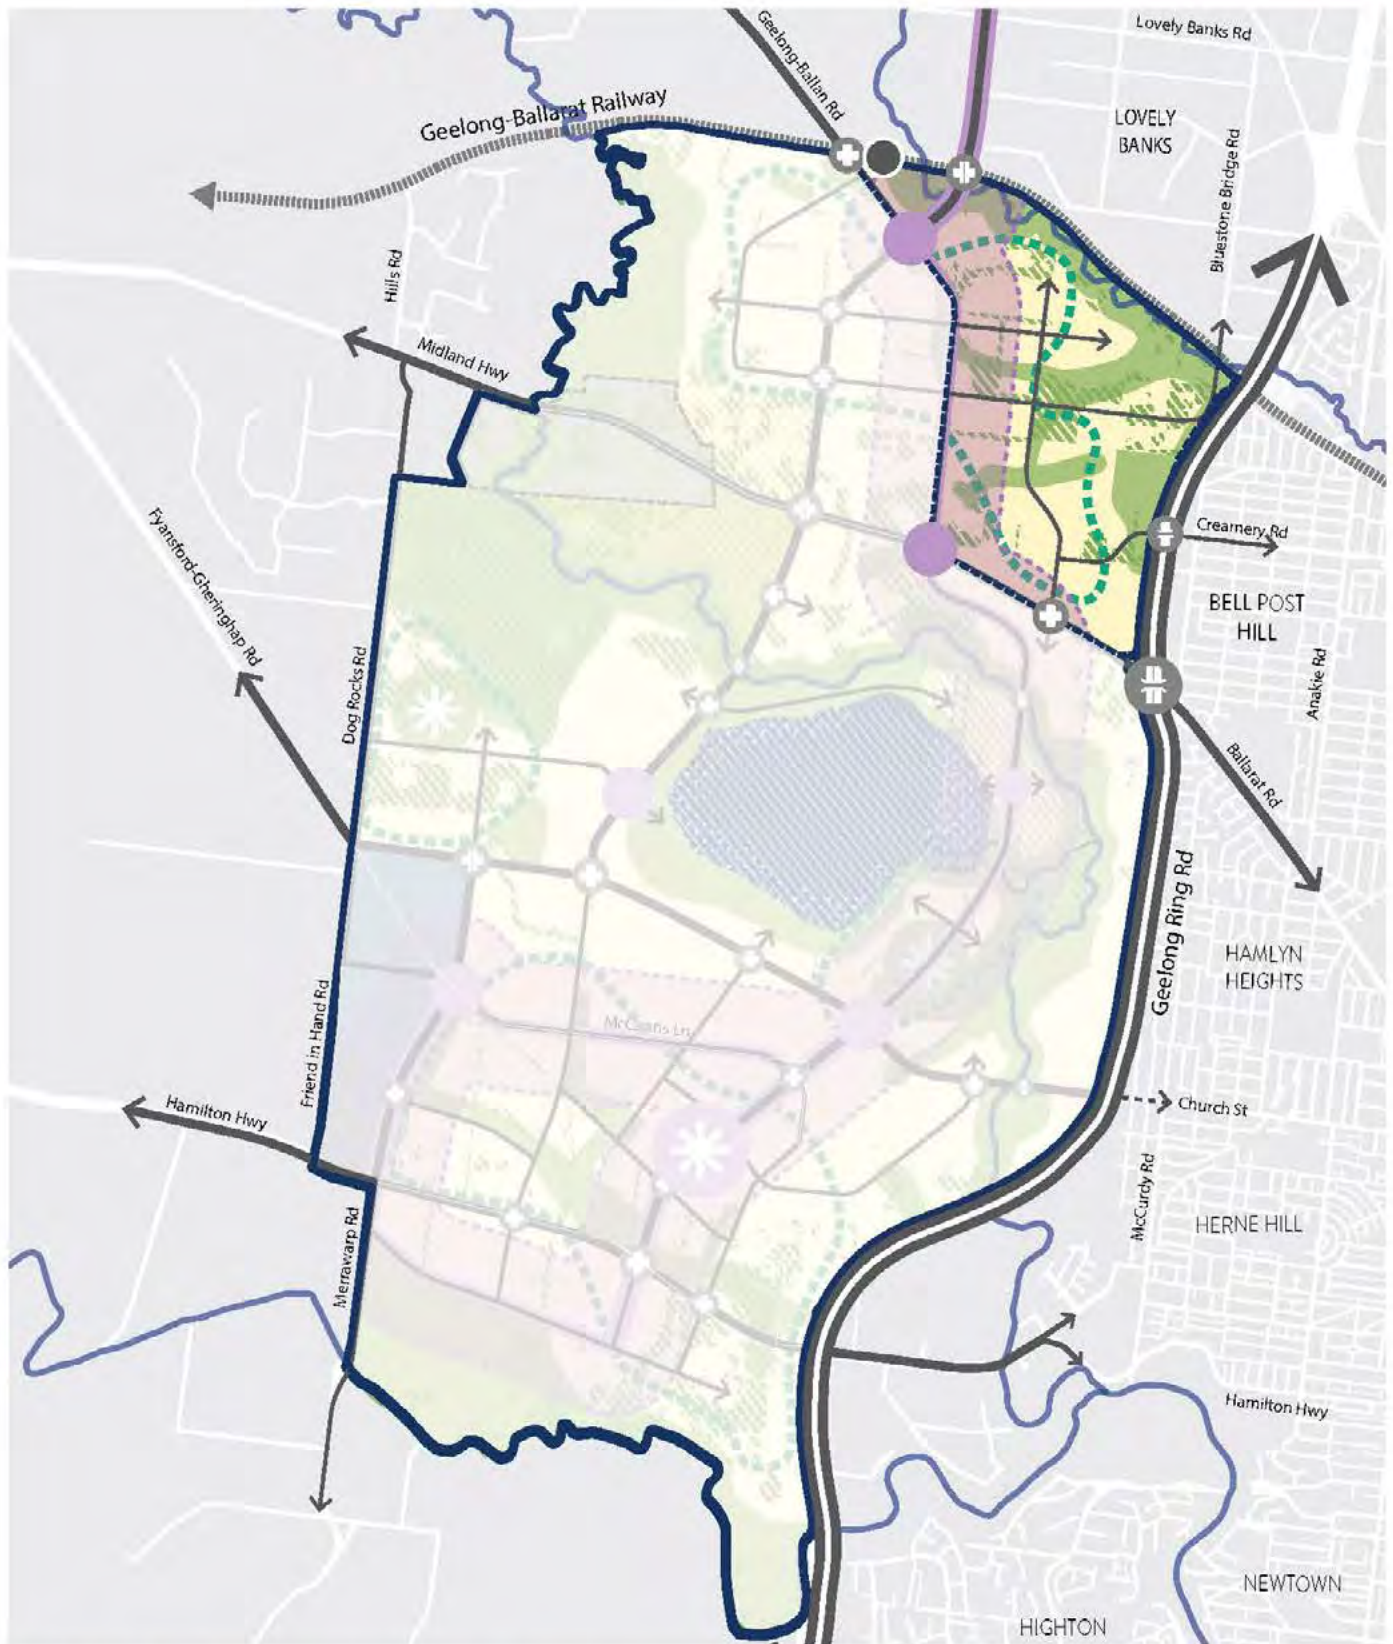 Lovely Banks Rd
Geelong-Ballan Rd
Geelong-Ballarat Railway
LOVELY
BANKS
Bluestone Bridge Rd
Hills Rd
Midland Hwy
Creamery Rd
Fyansford-Gheringhap Rd
BELL POST
HILL
Anakie Rd
Dog Rocks Rd
Ballarat Rd
Geelong Ring Rd
HAMLYN
HEIGHTS
Friend in Hand Rd
McCanns Ln
Hamilton Hwy
Church St
McCurdy Rd
HERNE HILL
Merrawarp Rd
Hamilton Hwy
NEWTOWN
HIGHTON